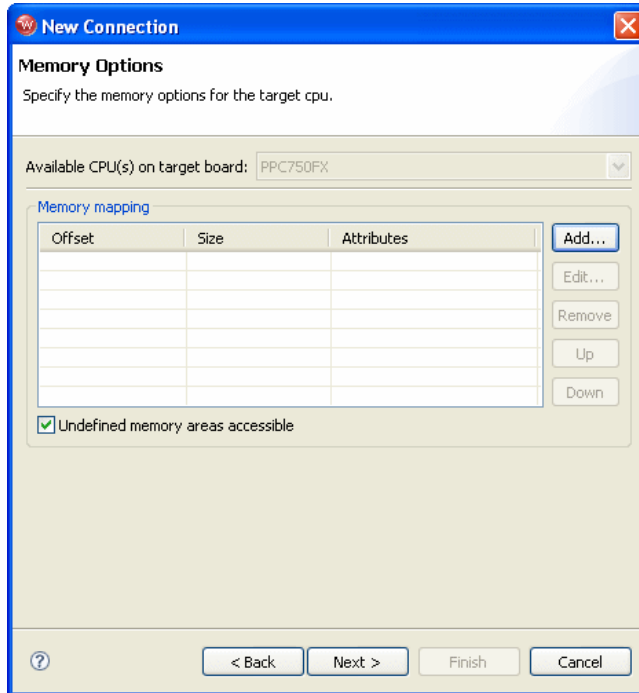 New Connection
Memory Options
Specify the memory options for the target cpu.
Available CPU(s) on target board: PPC750FX
Memory mapping
Offset Size Attributes Add...
Edit...
Remove
Up
Down
Undefined memory areas accessible
< Back Next > Finish Cancel